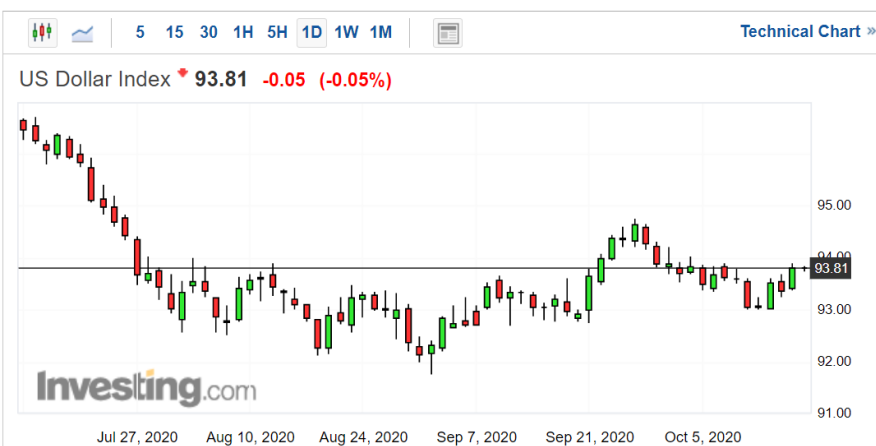 5 15 30 1H 5H 1D 1W 1M Technical Chart »
US Dollar Index 93.81 -0.05 (-0.05%)
95.00
94.00
93.81
93.00
92.00
91.00
Investing.com
Jul 27, 2020 Aug 10, 2020 Aug 24, 2020 Sep 7, 2020 Sep 21, 2020 Oct 5, 2020